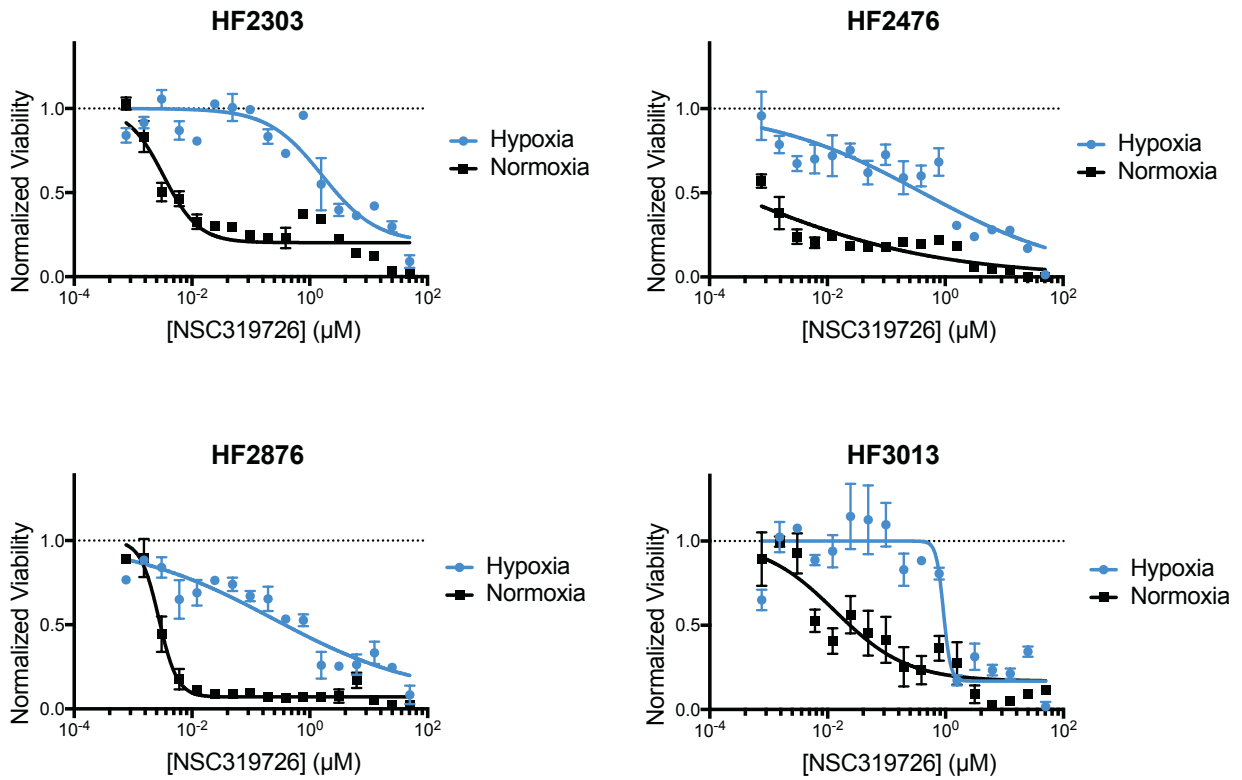 HF2303
Normalized Viability
1.0
0.5
0.0
10-4
10-2
100
102
[NSC319726] (µM)
Hypoxia
Normoxia
HF2476
Normalized Viability
1.0
0.5
0.0
10-4
10-2
100
102
[NSC319726] (µM)
Hypoxia
Normoxia
HF2876
Normalized Viability
1.0
0.5
0.0
10-4
10-2
100
102
[NSC319726] (µM)
Hypoxia
Normoxia
HF3013
Normalized Viability
1.0
0.5
0.0
10-4
10-2
100
102
[NSC319726] (µM)
Hypoxia
Normoxia